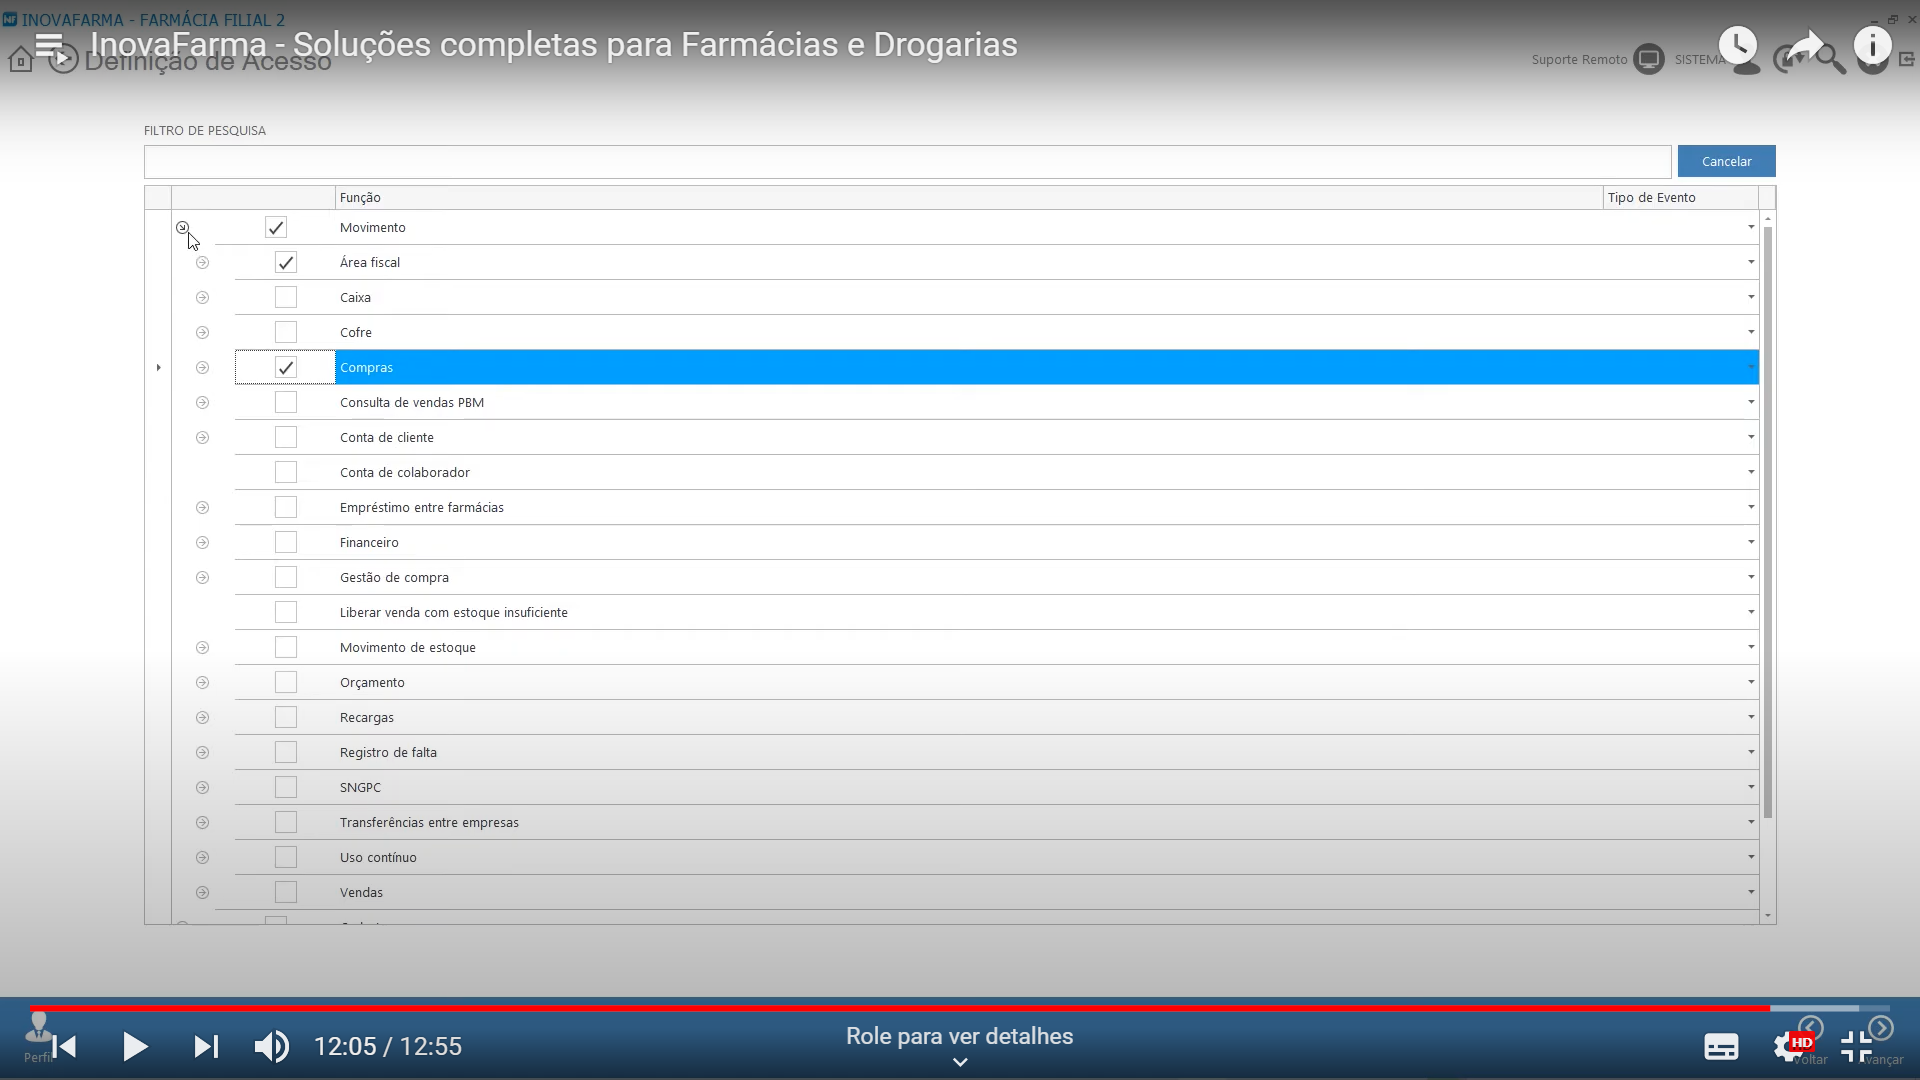 INOVAFARMA - FARMÁCIA FILIAL 2
InovaFarma - Soluções completas para Farmácias e Drogarias
Definição de Acesso
Suporte Remoto
SISTEMA
FILTRO DE PESQUISA
Cancelar
Função
Tipo de Evento
Movimento
Área fiscal
Caixa
Cofre
Compras
Consulta de vendas PBM
Conta de cliente
Conta de colaborador
Empréstimo entre farmácias
Financeiro
Gestão de compra
Liberar venda com estoque insuficiente
Movimento de estoque
Orçamento
Recargas
Registro de falta
SNGPC
Transferências entre empresas
Uso contínuo
Vendas
Perfil
12:05 / 12:55
Role para ver detalhes
HD
Voltar
Avançar